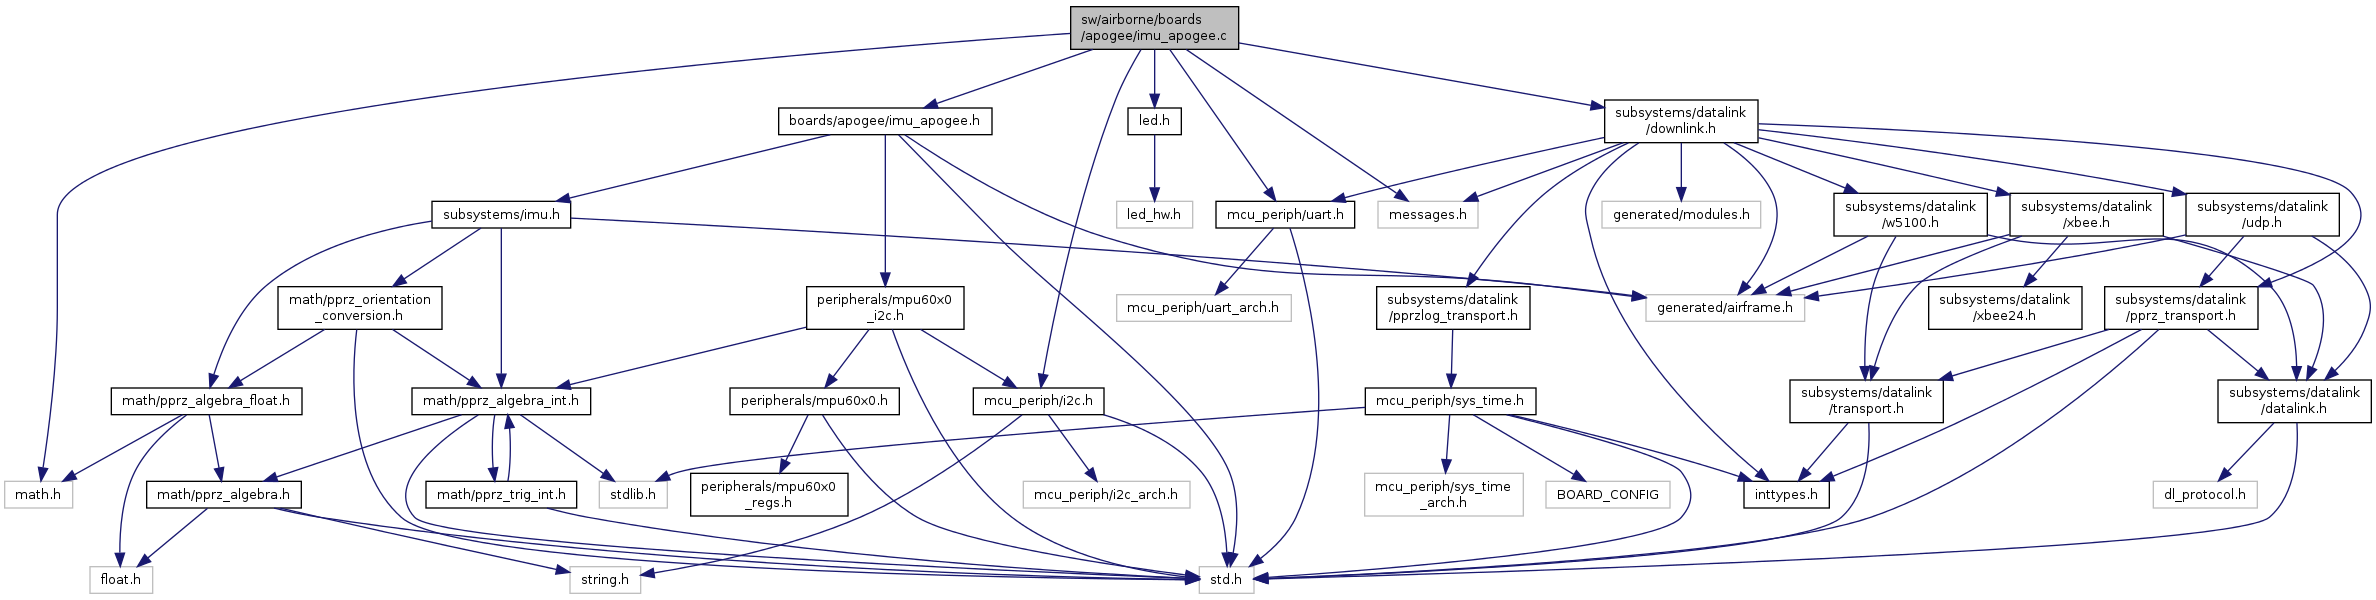 sw/airborne/boards
/apogee/imu_apogee.c
boards/apogee/imu_apogee.h
led.h
subsystems/datalink
/downlink.h
subsystems/imu.h
led_hw.h
mcu_periph/uart.h
messages.h
generated/modules.h
subsystems/datalink
/w5100.h
subsystems/datalink
/xbee.h
subsystems/datalink
/udp.h
math/pprz_orientation
_conversion.h
peripherals/mpu60x0
_i2c.h
mcu_periph/uart_arch.h
subsystems/datalink
/pprzlog_transport.h
generated/airframe.h
subsystems/datalink
/xbee24.h
subsystems/datalink
/pprz_transport.h
math/pprz_algebra_float.h
math/pprz_algebra_int.h
peripherals/mpu60x0.h
mcu_periph/i2c.h
mcu_periph/sys_time.h
subsystems/datalink
/transport.h
subsystems/datalink
/datalink.h
math.h
math/pprz_algebra.h
math/pprz_trig_int.h
stdlib.h
peripherals/mpu60x0
_regs.h
mcu_periph/i2c_arch.h
mcu_periph/sys_time
_arch.h
BOARD_CONFIG
inttypes.h
dl_protocol.h
float.h
string.h
std.h